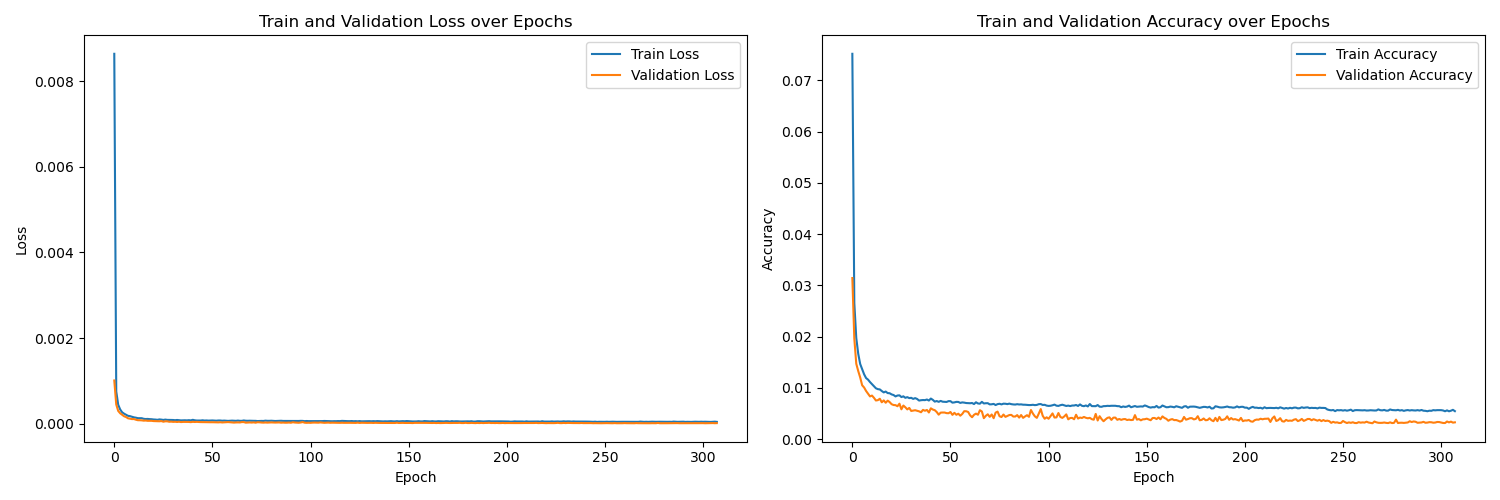 Train and Validation Loss over Epochs
Train Loss
Validation Loss
0.008
0.006
0.004
0.002
0.000
Loss
0
50
100
150
200
250
300
Epoch
Train and Validation Accuracy over Epochs
Train Accuracy
Validation Accuracy
0.07
0.06
0.05
0.04
0.03
0.02
0.01
0.00
Accuracy
0
50
100
150
200
250
300
Epoch